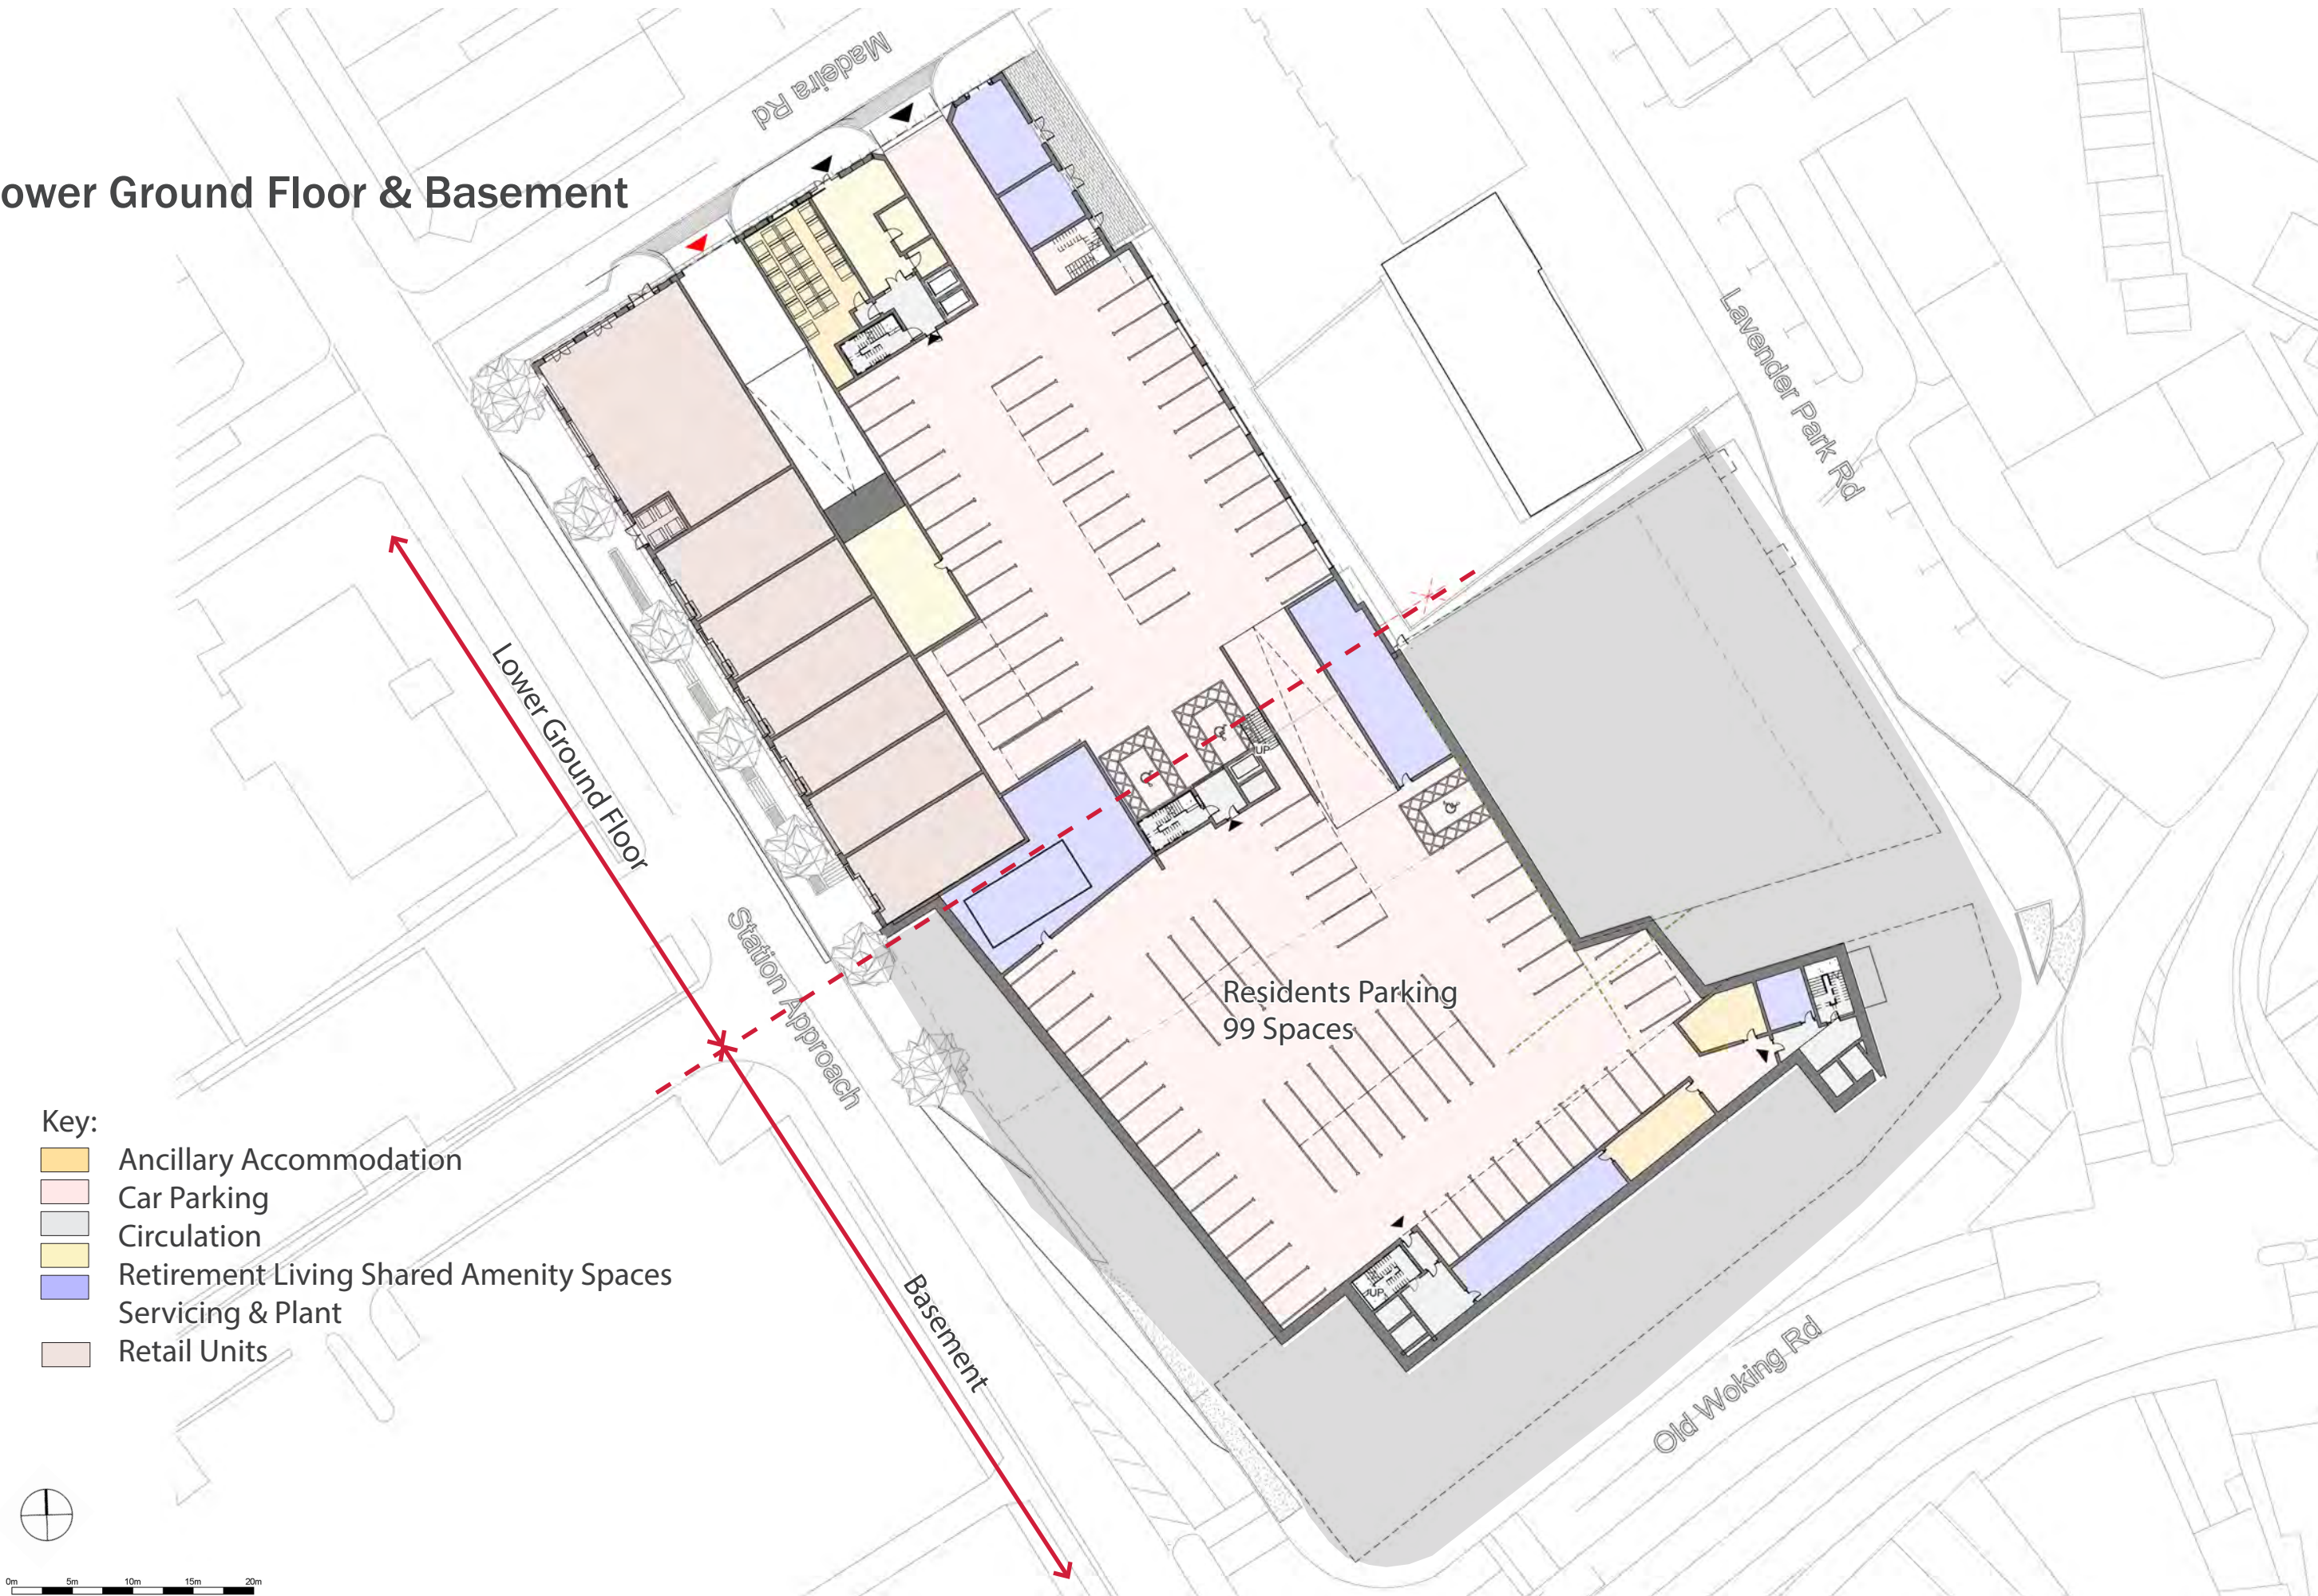 Madeira Rd
ower Ground Floor & Basement
Lavender Park Rd
Lower Ground Floor
UP
Station Approach
Residents Parking
99 Spaces
Key:
Ancillary Accommodation
Car Parking
Circulation
Retirement Living Shared Amenity Spaces
Servicing & Plant
Retail Units
Basement
UP
Old Woking Rd
0m 5m 10m 15m 20m